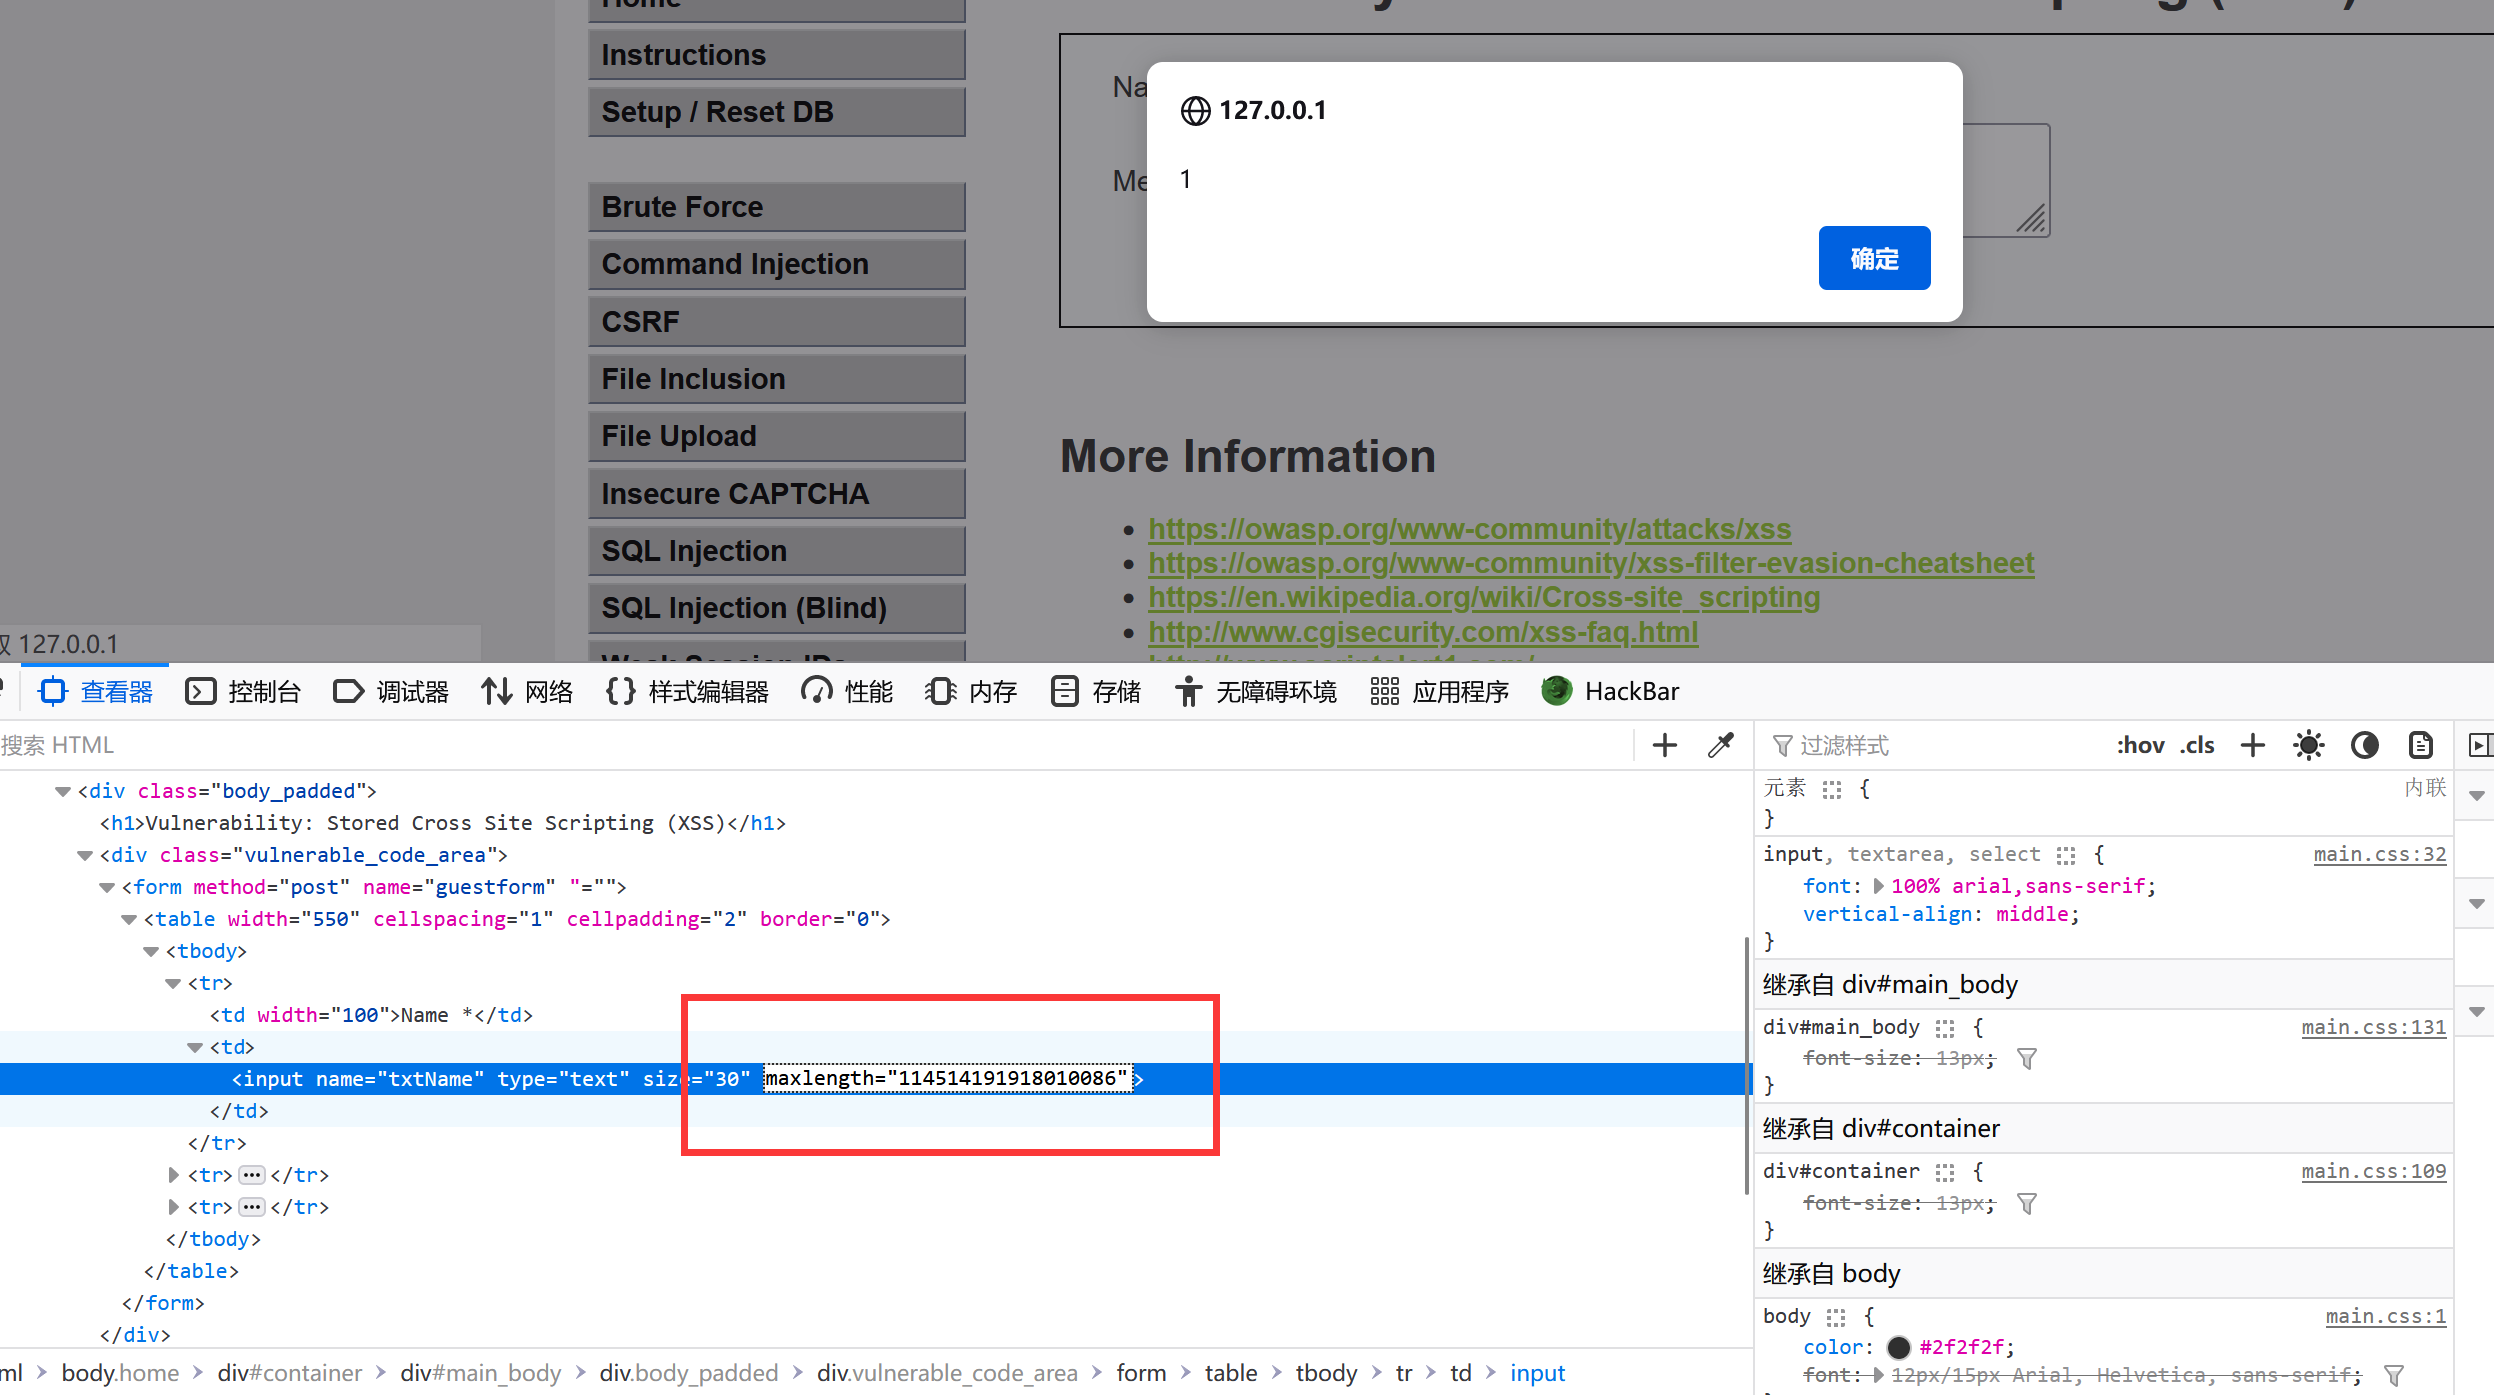 Instructions
Setup / Reset DB
Brute Force
Command Injection
CSRF
File Inclusion
File Upload
Insecure CAPTCHA
SQL Injection
SQL Injection (Blind)
127.0.0.1
1
确定
More Information
https://owasp.org/www-community/attacks/xss
https://owasp.org/www-community/xss-filter-evasion-cheatsheet
https://en.wikipedia.org/wiki/Cross-site_scripting
http://www.cgisecurity.com/xss-faq.html
127.0.0.1
查看器 控制台 调试器 网络 样式编辑器 性能 内存 存储 无障碍环境 应用程序 HackBar
搜索 HTML
<div class="body_padded">
<h1>Vulnerability: Stored Cross Site Scripting (XSS)</h1>
<div class="vulnerable_code_area">
<form method="post" name="guestform" "="">
<table width="550" cellspacing="1" cellpadding="2" border="0">
<tbody>
<tr>
<td width="100">Name *</td>
<td>
<input name="txtName" type="text" size="30" maxlength="114514191918010086">
</td>
</tr>
<tr>···</tr>
<tr>···</tr>
</tbody>
</table>
</form>
</div>
ml > body.home > div#container > div#main_body > div.body_padded > div.vulnerable_code_area > form > table > tbody > tr > td > input
过滤样式 :hov .cls
元素 { 内联
}
input, textarea, select { main.css:32
font: 100% arial,sans-serif;
vertical-align: middle;
}
继承自 div#main_body
div#main_body { main.css:131
font-size: 13px;
}
继承自 div#container
div#container { main.css:109
font-size: 13px;
}
继承自 body
body { main.css:1
color: #2f2f2f;
font: 12px/15px Arial, Helvetica, sans-serif;